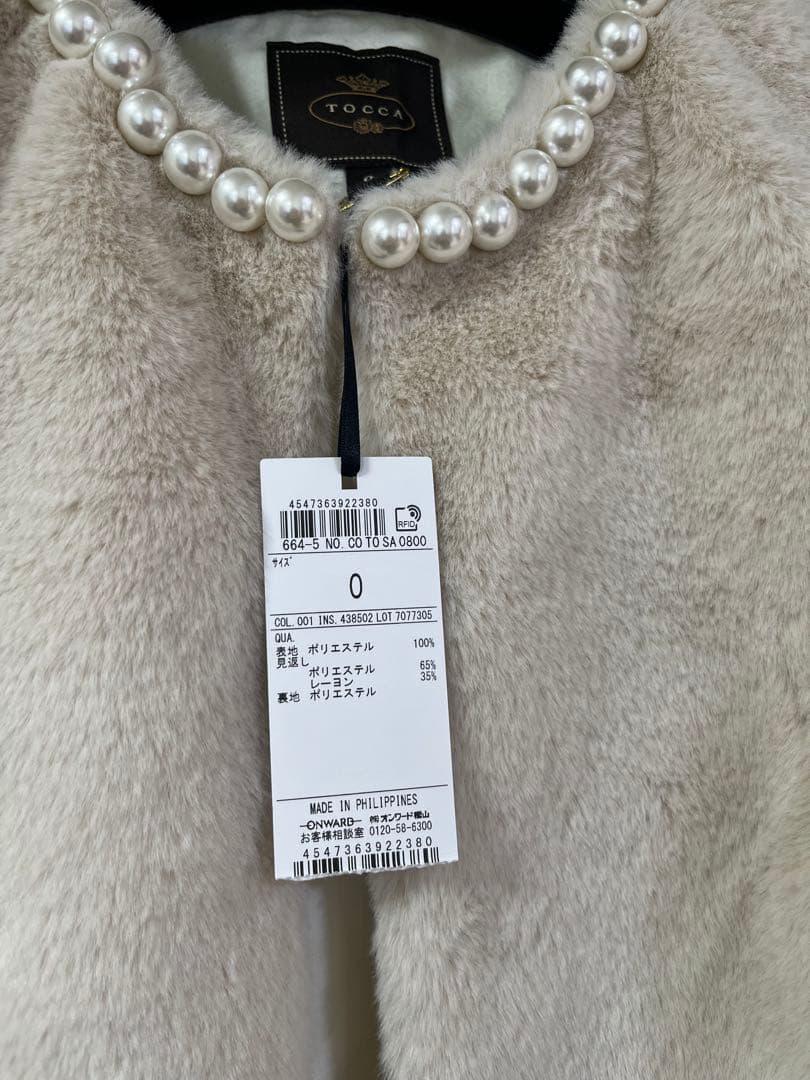 TOCCA
4547363922380
RFID
664-5 NO. CO TO SA 0800
サイズ
0
COL. 001 INS. 438502 LOT 7077305
QUA.
表地 ポリエステル 100%
見返し
ポリエステル 65%
レーヨン 35%
裏地 ポリエステル
MADE IN PHILIPPINES
ONWARD ㈱オンワード樫山
お客様相談室 0120-58-6300
4547363922380